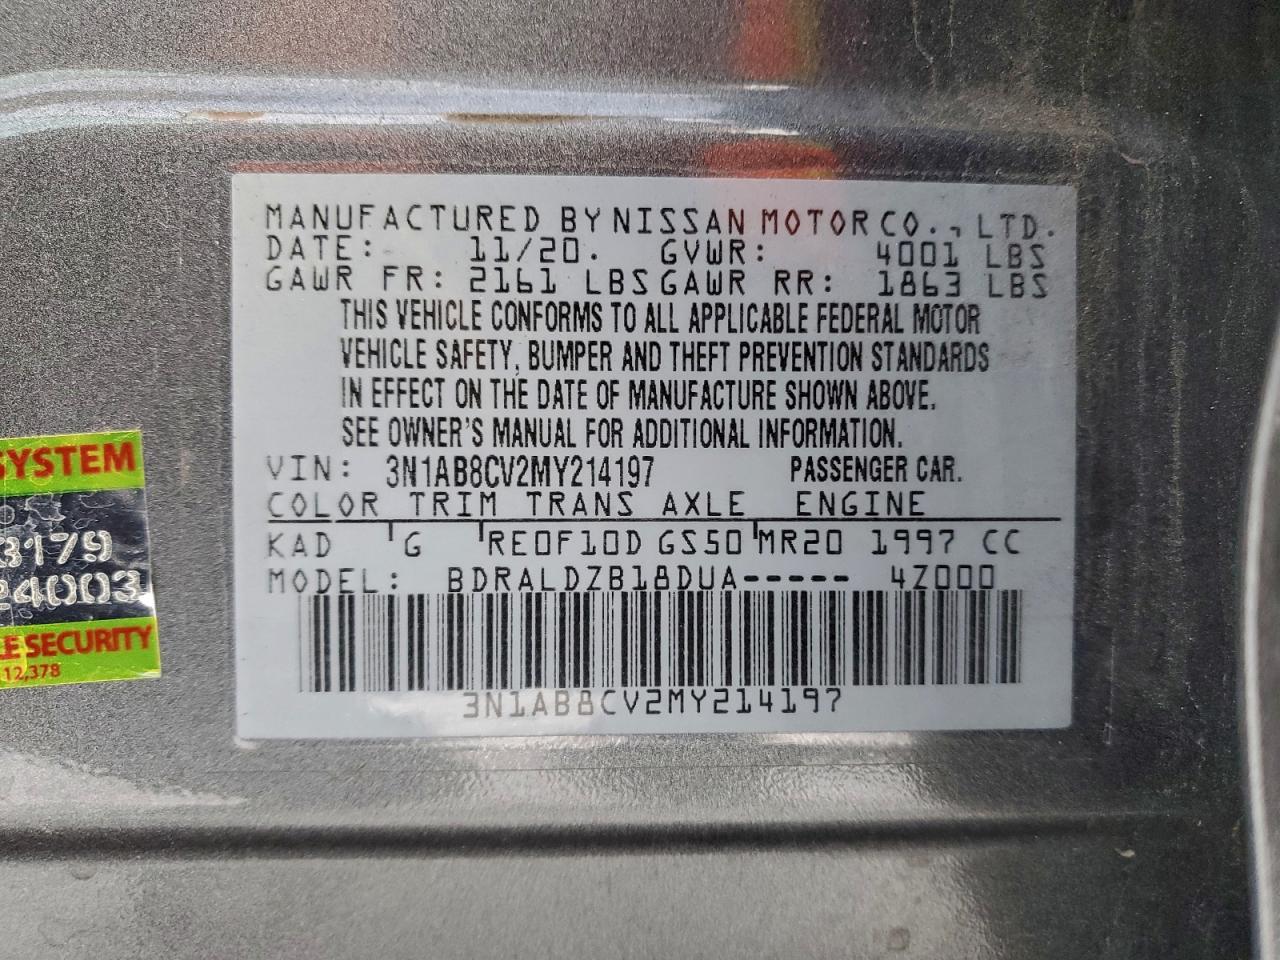 MANUFACTURED BY NISSAN MOTOR CO., LTD.
DATE: 11/20. GVWR: 4001 LBS
GAWR FR: 2161 LBS GAWR RR: 1863 LBS
THIS VEHICLE CONFORMS TO ALL APPLICABLE FEDERAL MOTOR
VEHICLE SAFETY, BUMPER AND THEFT PREVENTION STANDARDS
IN EFFECT ON THE DATE OF MANUFACTURE SHOWN ABOVE.
SEE OWNER'S MANUAL FOR ADDITIONAL INFORMATION.
VIN: 3N1AB8CV2MY214197 PASSENGER CAR.
COLOR TRIM TRANS AXLE ENGINE
KAD G RE0F10D GS50 MR20 1997 CC
MODEL: BDRALDZB18DUA----- 4Z000
3N1AB8CV2MY214197
SYSTEM
3179
24003
LE SECURITY
12,378